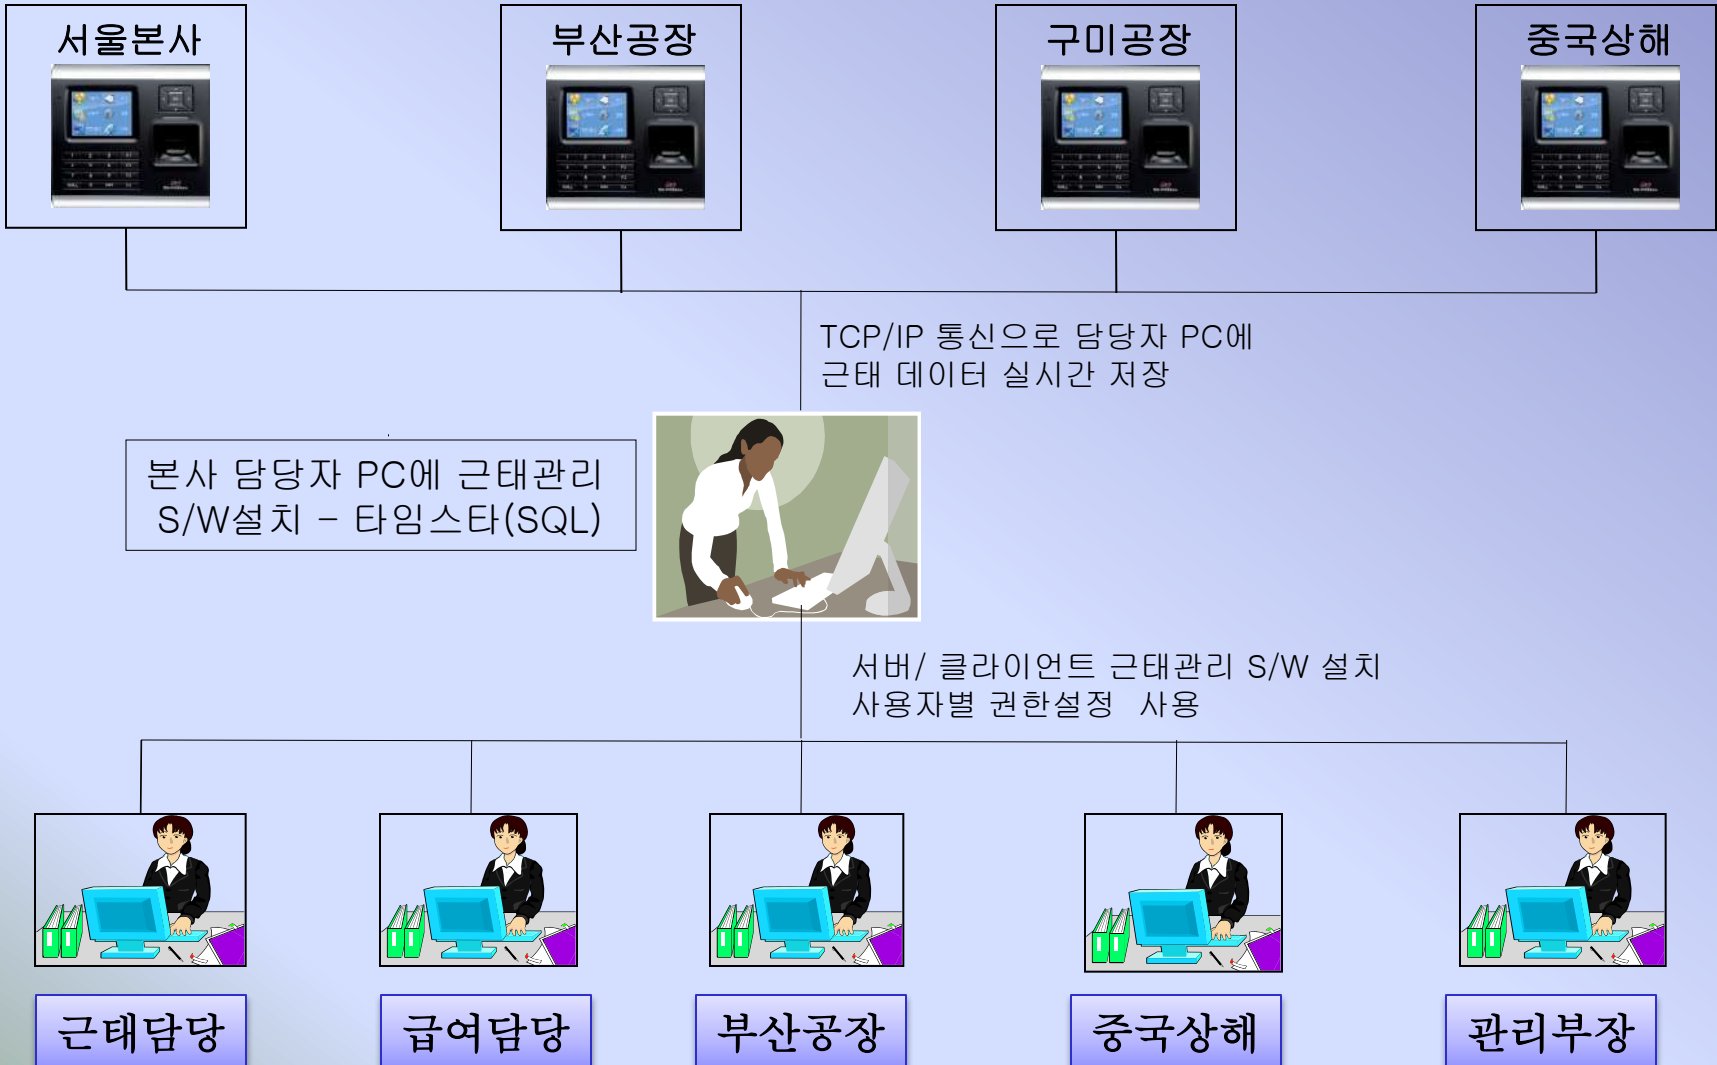 서울본사
부산공장
구미공장
중국상해
TCP/IP 통신으로 담당자 PC에
근태 데이터 실시간 저장
본사 담당자 PC에 근태관리
S/W설치 – 타임스타(SQL)
서버/ 클라이언트 근태관리 S/W 설치
사용자별 권한설정 사용
근태담당
급여담당
부산공장
중국상해
관리부장